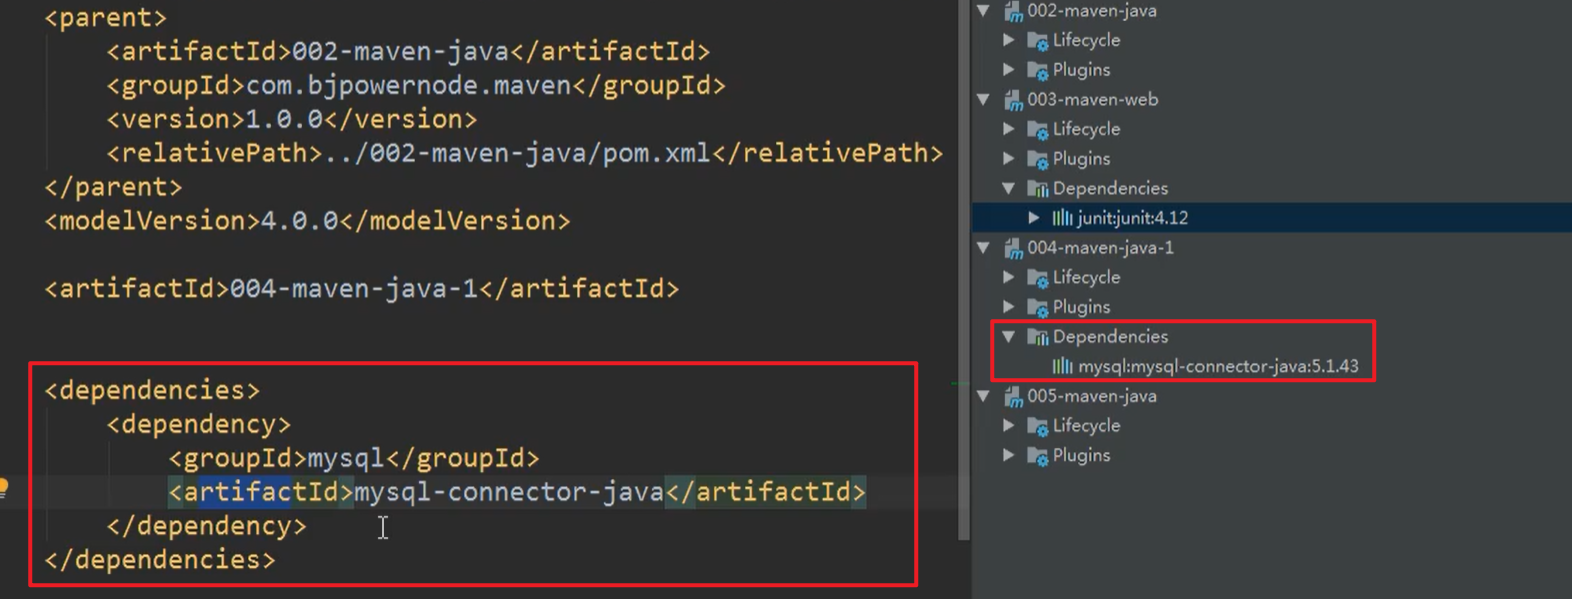 <parent>
<artifactId>002-maven-java</artifactId>
<groupId>com.bjpowernode.maven</groupId>
<version>1.0.0</version>
<relativePath>../002-maven-java/pom.xml</relativePath>
</parent>
<modelVersion>4.0.0</modelVersion>
<artifactId>004-maven-java-1</artifactId>
<dependencies>
<dependency>
<groupId>mysql</groupId>
<artifactId>mysql-connector-java</artifactId>
</dependency>
</dependencies>
002-maven-java
Lifecycle
Plugins
003-maven-web
Lifecycle
Plugins
Dependencies
junit:junit:4.12
004-maven-java-1
Lifecycle
Plugins
Dependencies
mysql:mysql-connector-java:5.1.43
005-maven-java
Lifecycle
Plugins